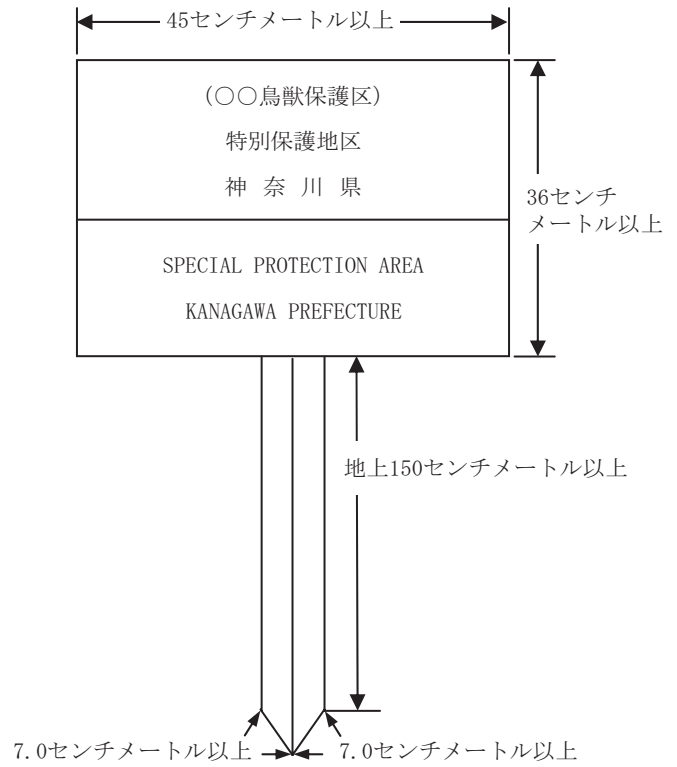 45センチメートル以上
(○○鳥獣保護区)
特別保護地区
神 奈 川 県
36センチ
メートル以上
SPECIAL PROTECTION AREA
KANAGAWA PREFECTURE
地上150センチメートル以上
7.0センチメートル以上
7.0センチメートル以上